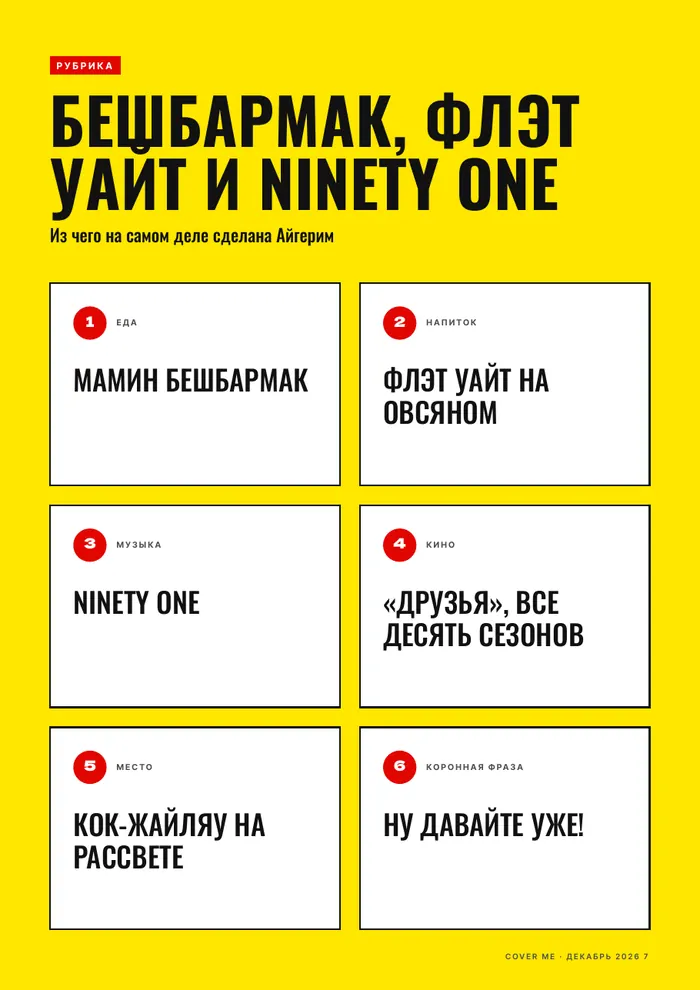 РУБРИКА
БЕШБАРМАК, ФЛЭТ
УАЙТ И NINETY ONE
Из чего на самом деле сделана Айгерим
1 ЕДА
МАМИН БЕШБАРМАК
2 НАПИТОК
ФЛЭТ УАЙТ НА
ОВСЯНОМ
3 МУЗЫКА
NINETY ONE
4 КИНО
«ДРУЗЬЯ», ВСЕ
ДЕСЯТЬ СЕЗОНОВ
5 МЕСТО
КОК-ЖАЙЛЯУ НА
РАССВЕТЕ
6 КОРОННАЯ ФРАЗА
НУ ДАВАЙТЕ УЖЕ!
COVER ME · ДЕКАБРЬ 2026 7